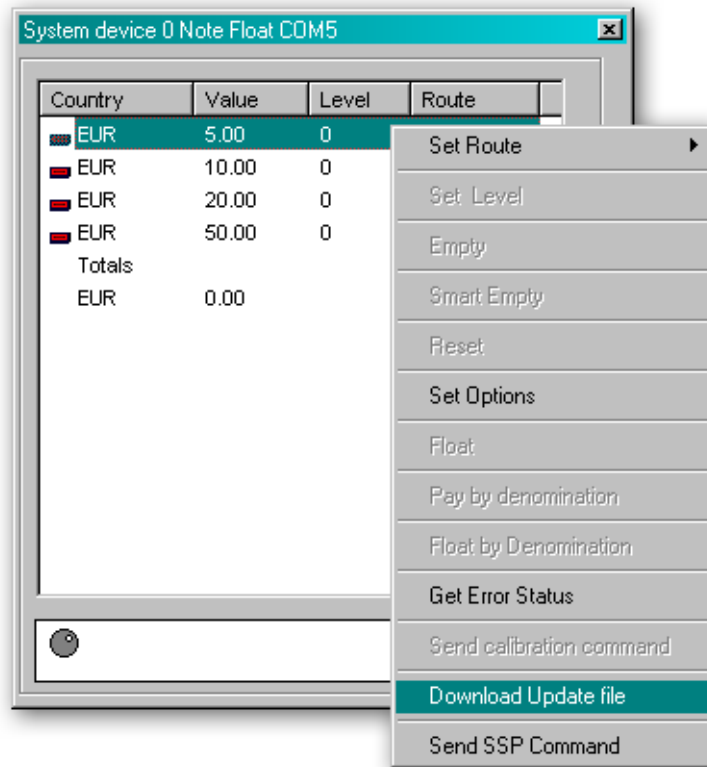 System device 0 Note Float COM5
Country Value Level Route
EUR 5.00 0
EUR 10.00 0
EUR 20.00 0
EUR 50.00 0
Totals
EUR 0.00
Set Route
Set Level
Empty
Smart Empty
Reset
Set Options
Float
Pay by denomination
Float by Denomination
Get Error Status
Send calibration command
Download Update file
Send SSP Command